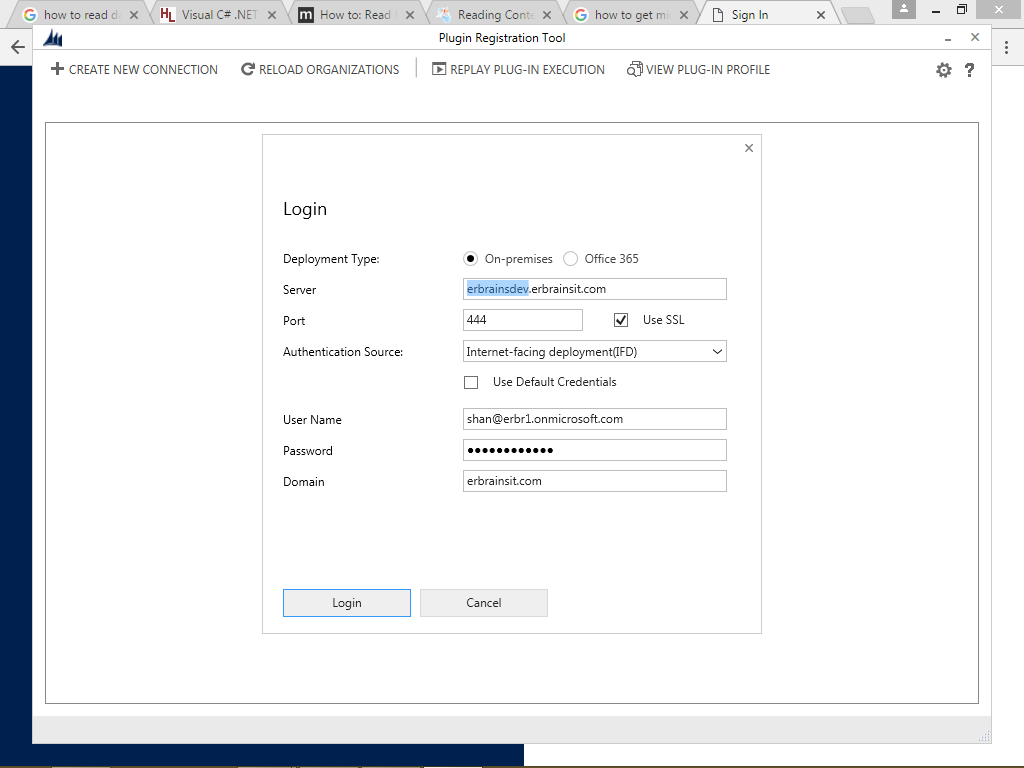 how to read d
Visual C# .NET
How to: Read
Reading Conte
how to get mi
Sign In
Plugin Registration Tool
CREATE NEW CONNECTION
RELOAD ORGANIZATIONS
REPLAY PLUG-IN EXECUTION
VIEW PLUG-IN PROFILE
?
Login
Deployment Type: On-premises Office 365
Server erbrainsdev.erbrainsit.com
Port 444 Use SSL
Authentication Source: Internet-facing deployment(IFD)
Use Default Credentials
User Name shan@erbr1.onmicrosoft.com
Password ••••••••••••
Domain erbrainsit.com
Login Cancel